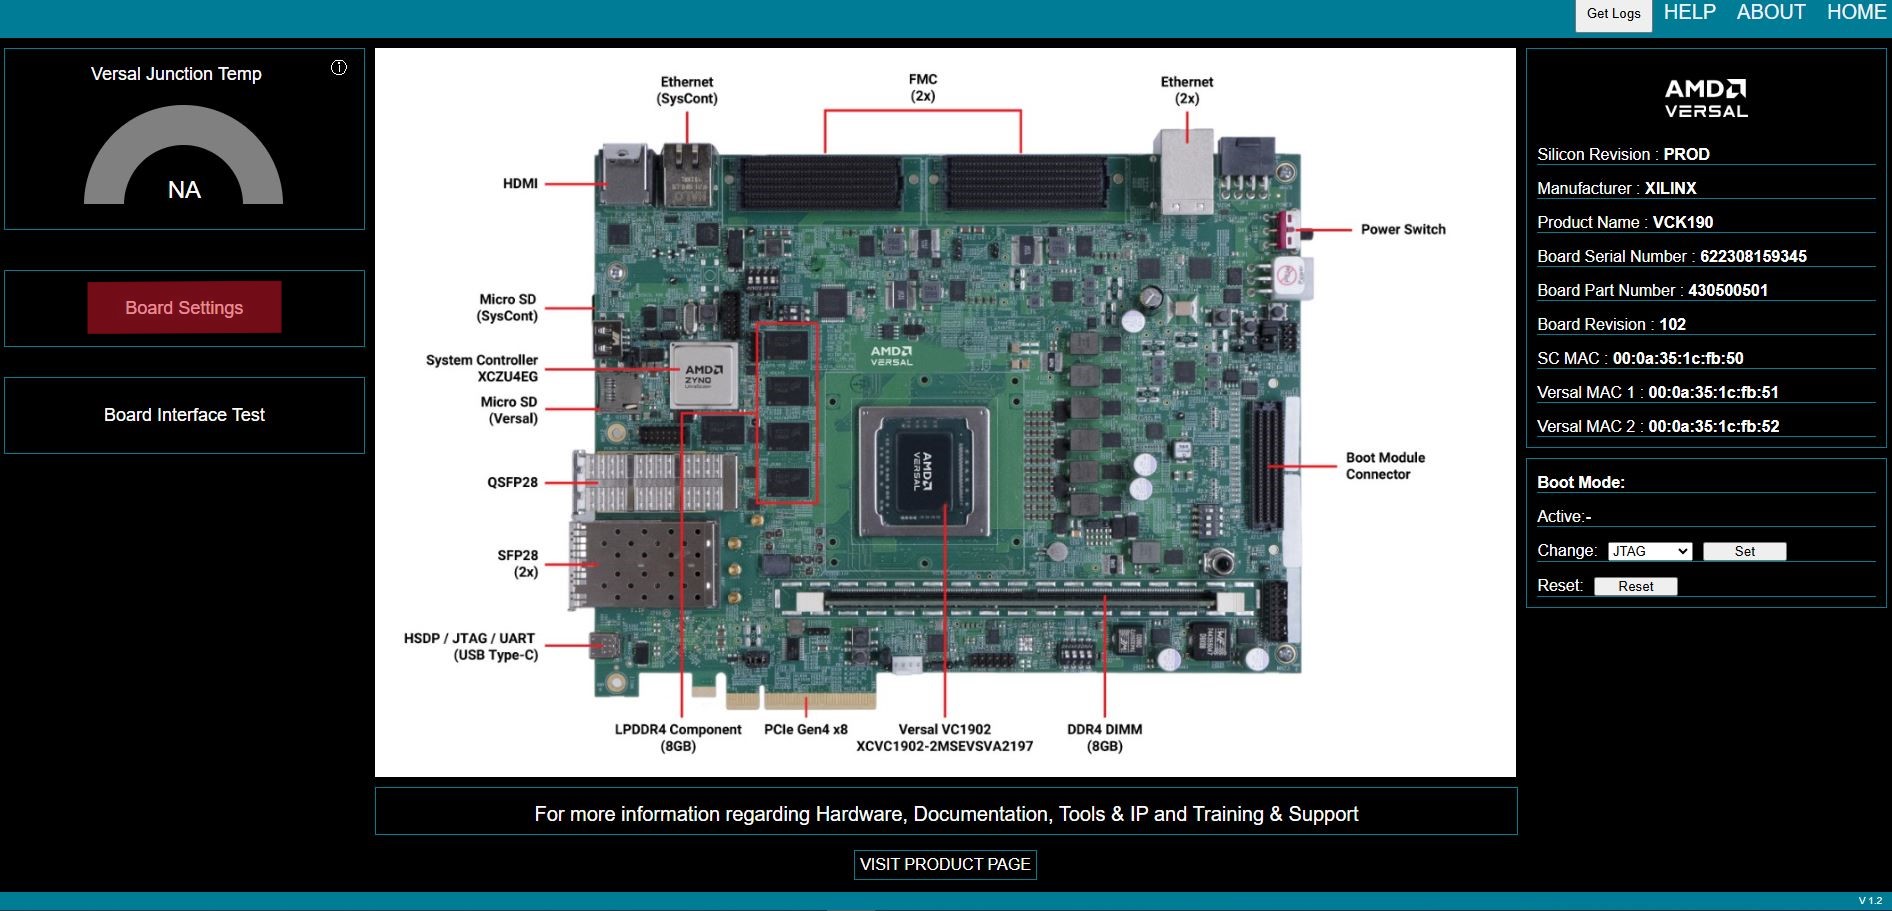 Get Logs HELP ABOUT HOME
Versal Junction Temp
NA
Board Settings
Board Interface Test
Ethernet
(SysCont)
FMC
(2x)
Ethernet
(2x)
HDMI
Power Switch
Micro SD
(SysCont)
System Controller
XCZU4EG
Micro SD
(Versal)
AMD
ZYNQ
UltraScale+
AMD
VERSAL
AMD
VERSAL
QSFP28
Boot Module
Connector
SFP28
(2x)
HSDP / JTAG / UART
(USB Type-C)
LPDDR4 Component
(8GB)
PCIe Gen4 x8
Versal VC1902
XCVC1902-2MSEVSVA2197
DDR4 DIMM
(8GB)
For more information regarding Hardware, Documentation, Tools & IP and Training & Support
VISIT PRODUCT PAGE
AMD
VERSAL
Silicon Revision : PROD
Manufacturer : XILINX
Product Name : VCK190
Board Serial Number : 622308159345
Board Part Number : 430500501
Board Revision : 102
SC MAC : 00:0a:35:1c:fb:50
Versal MAC 1 : 00:0a:35:1c:fb:51
Versal MAC 2 : 00:0a:35:1c:fb:52
Boot Mode:
Active:-
Change: JTAG Set
Reset: Reset
V 1.2